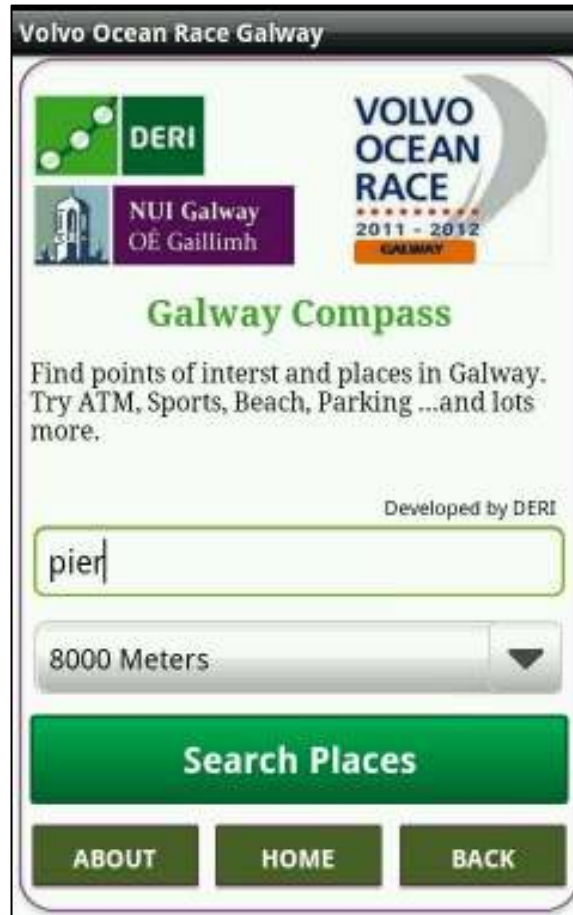 Volvo Ocean Race Galway
DERI
NUI Galway
OÉ Gaillimh
VOLVO
OCEAN
RACE
2011 - 2012
GALWAY
Galway Compass
Find points of interst and places in Galway.
Try ATM, Sports, Beach, Parking ...and lots
more.
Developed by DERI
pier
8000 Meters
Search Places
ABOUT HOME BACK